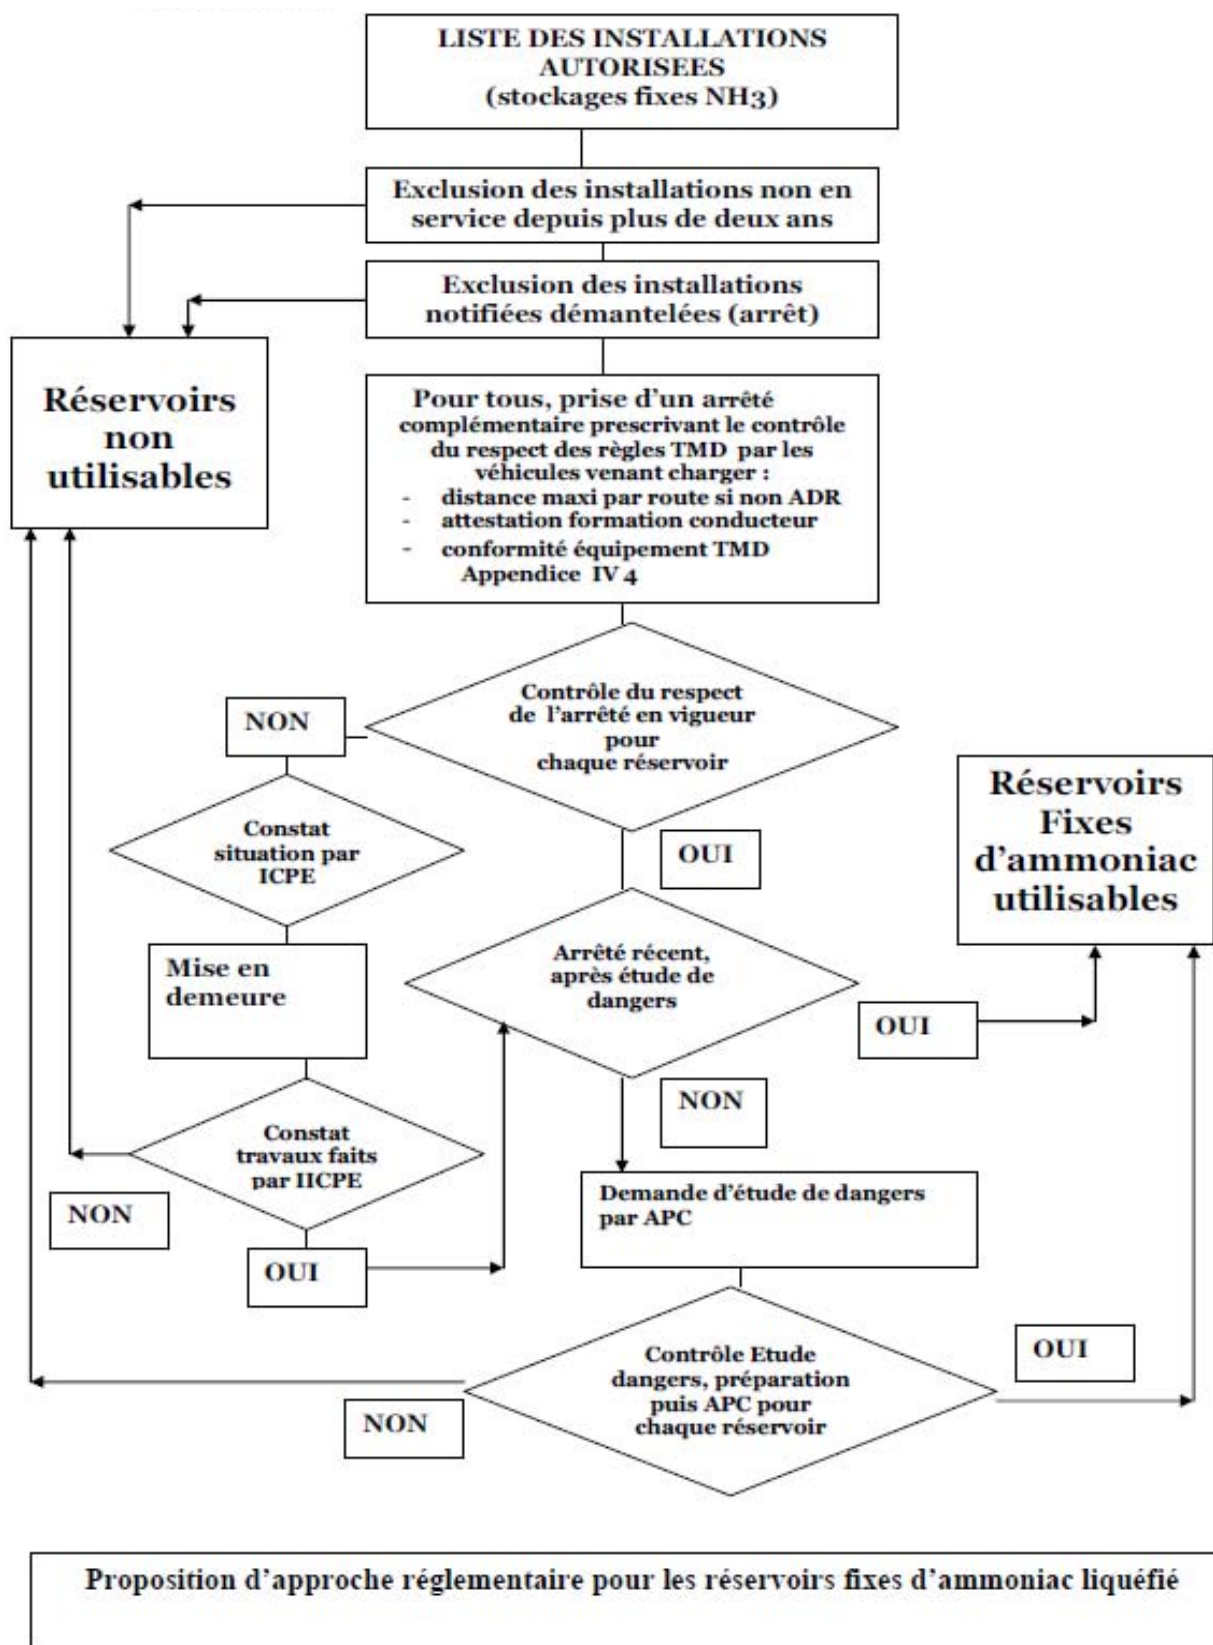 LISTE DES INSTALLATIONS
AUTORISEES
(stockages fixes NH3)
Exclusion des installations non en
service depuis plus de deux ans
Exclusion des installations
notifiées démantelées (arrêt)
Réservoirs
non
utilisables
Pour tous, prise d'un arrêté
complémentaire prescrivant le contrôle
du respect des règles TMD par les
véhicules venant charger :
- distance maxi par route si non ADR
- attestation formation conducteur
- conformité équipement TMD
Appendice IV 4
Contrôle du respect
de l'arrêté en vigueur
pour
chaque réservoir
NON
Constat
situation par
ICPE
OUI
Réservoirs
Fixes
d'ammoniac
utilisables
Mise en
demeure
Arrêté récent,
après étude de
dangers
OUI
NON
Constat
travaux faits
par IICPE
NON
OUI
Demande d'étude de dangers
par APC
Contrôle Etude
dangers, préparation
puis APC pour
chaque réservoir
OUI
NON
Proposition d'approche réglementaire pour les réservoirs fixes d'ammoniac liquéfié